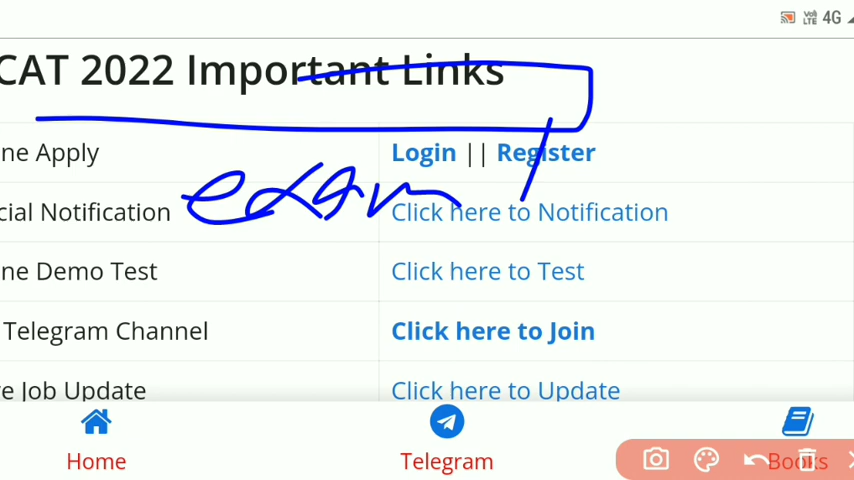 VoD LTE 4G
CAT 2022 Important Links
ne Apply Login || Register
cial Notification Click here to Notification
exam
ne Demo Test Click here to Test
Telegram Channel Click here to Join
e Job Update Click here to Update
Home Telegram Books